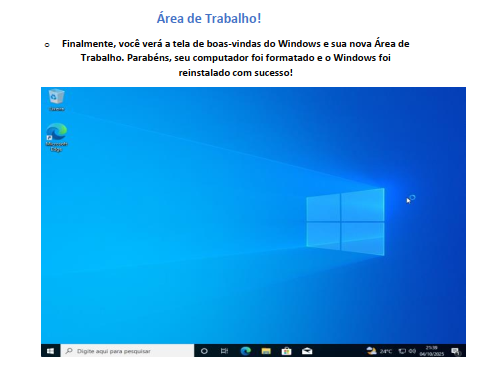 Área de Trabalho!
o Finalmente, você verá a tela de boas-vindas do Windows e sua nova Área de
Trabalho. Parabéns, seu computador foi formatado e o Windows foi
reinstalado com sucesso!
Lixeira
Microsoft
Edge
Digite aqui para pesquisar
24°C
21:39
04/10/2023